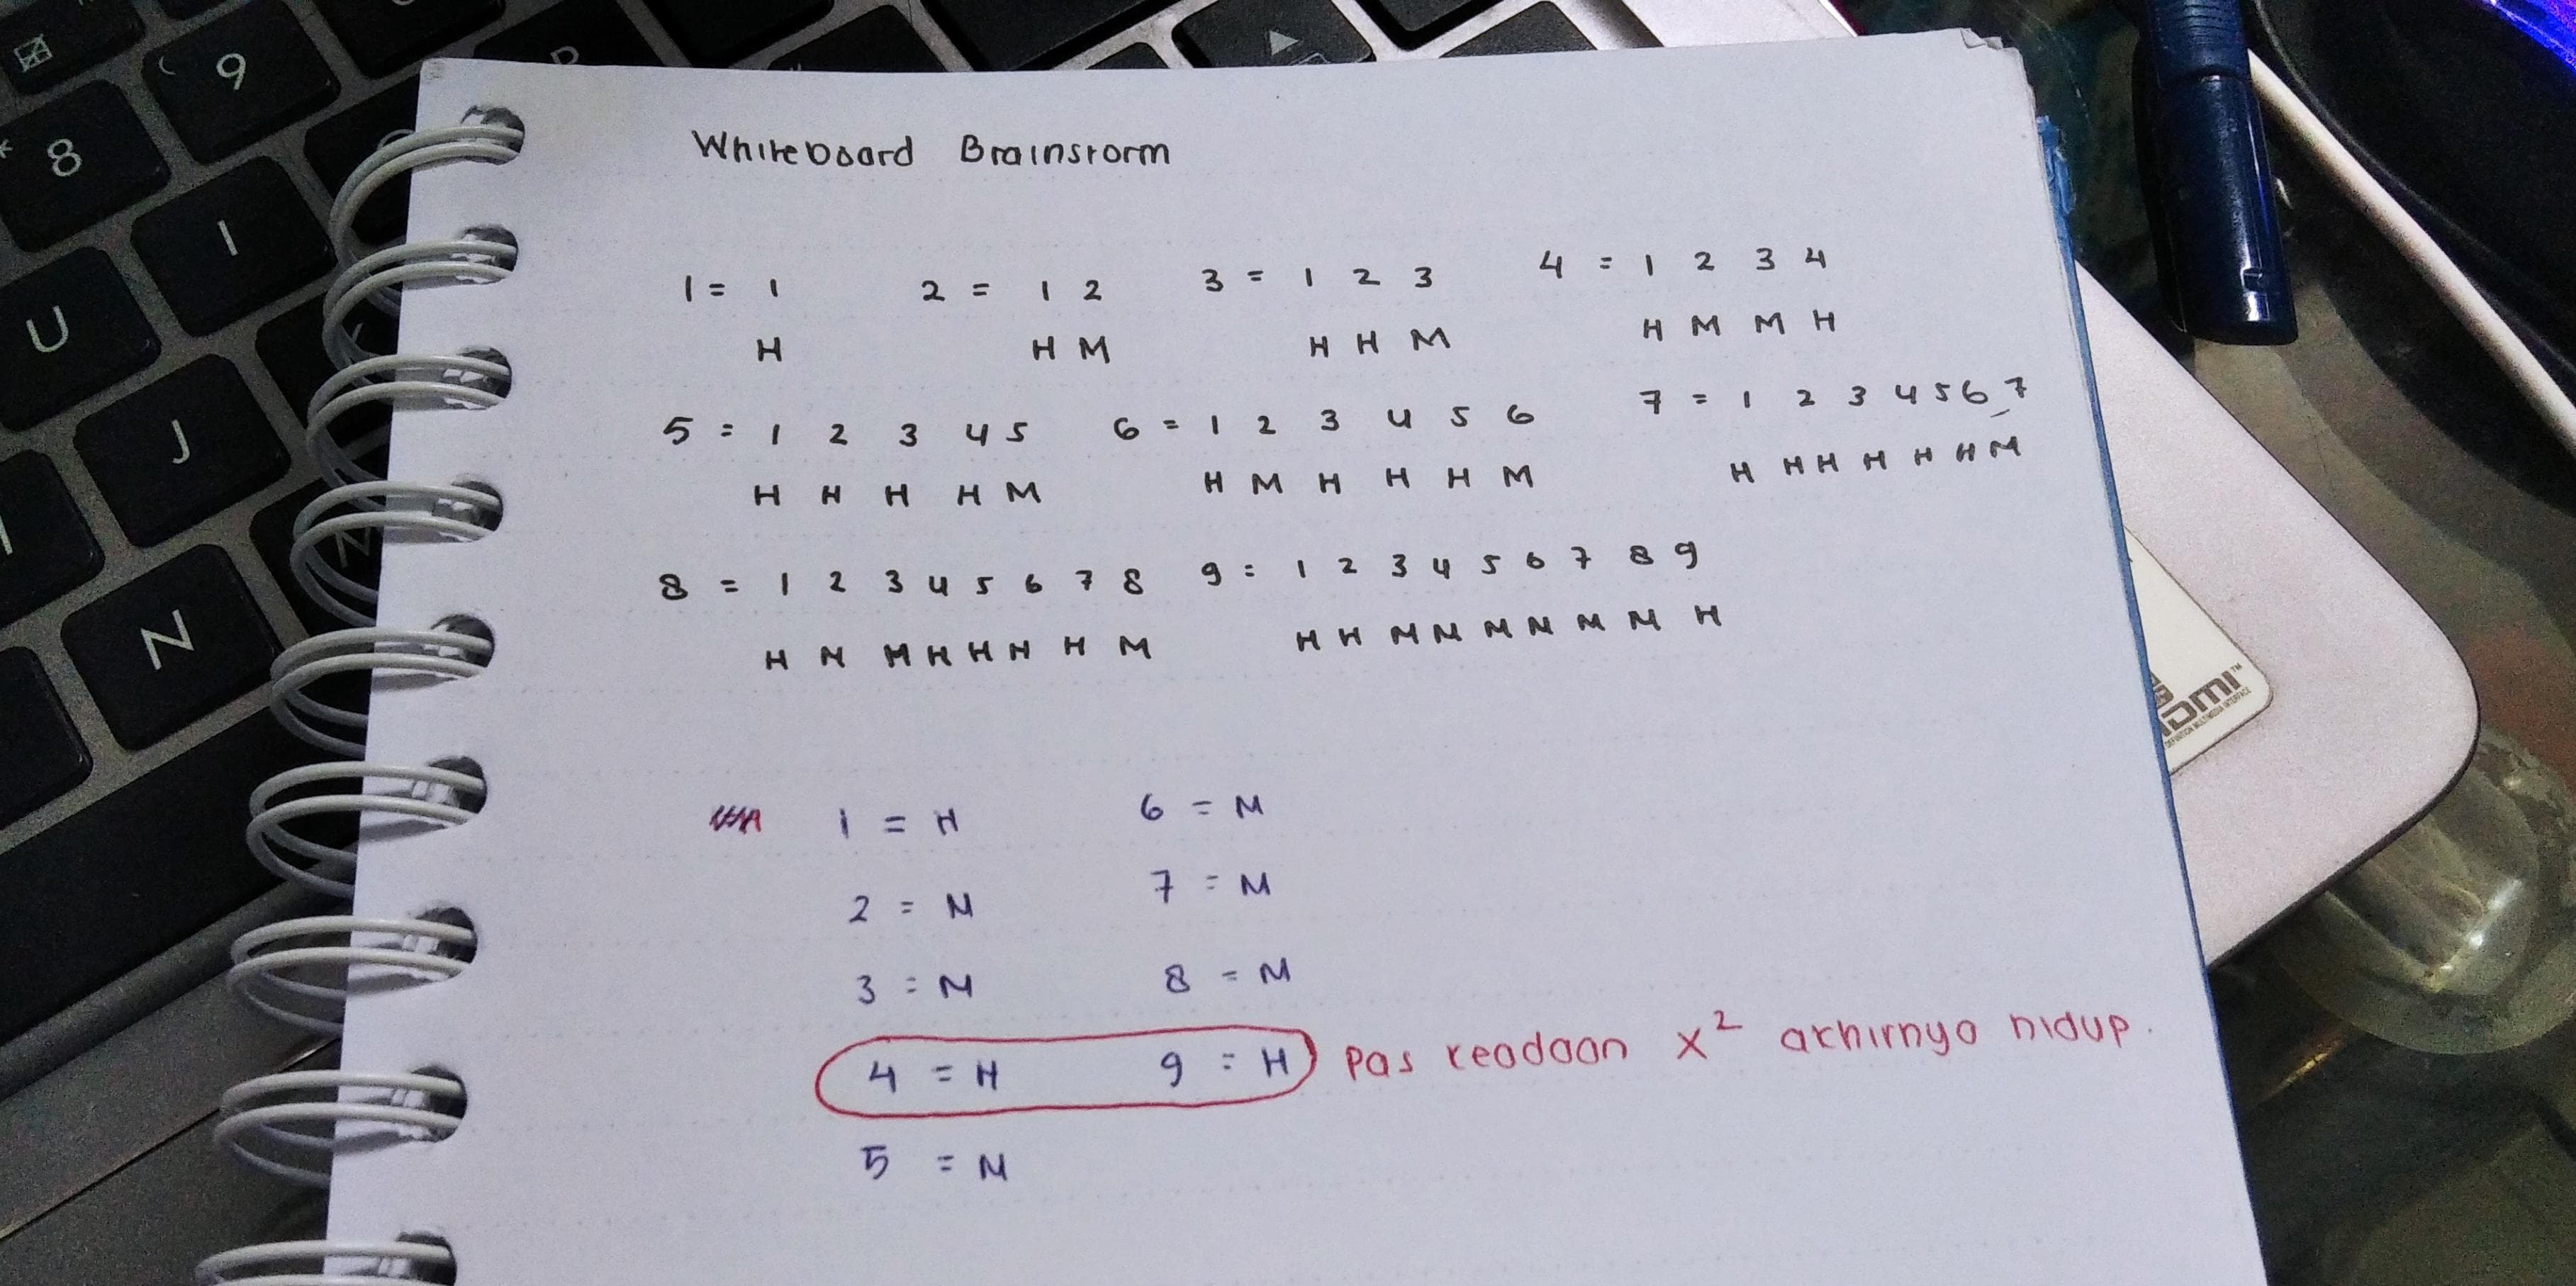 Whiteboard Brainstorm
1 = 1 2 = 1 2 3 = 1 2 3 4 = 1 2 3 4
H H M H H M H M M H
5 = 1 2 3 4 5 6 = 1 2 3 4 5 6 7 = 1 2 3 4 5 6 7
H H H H M H M H H H M H H H H H H M
8 = 1 2 3 4 5 6 7 8 9 = 1 2 3 4 5 6 7 8 9
H M M H H H H M H H M M M M M M H
1 = H 6 = M
2 = M 7 = M
3 = M 8 = M
4 = H 9 = H pas keadaan x² akhirnya hidup.
5 = M
9
8
U
I
J
N
HDMI™